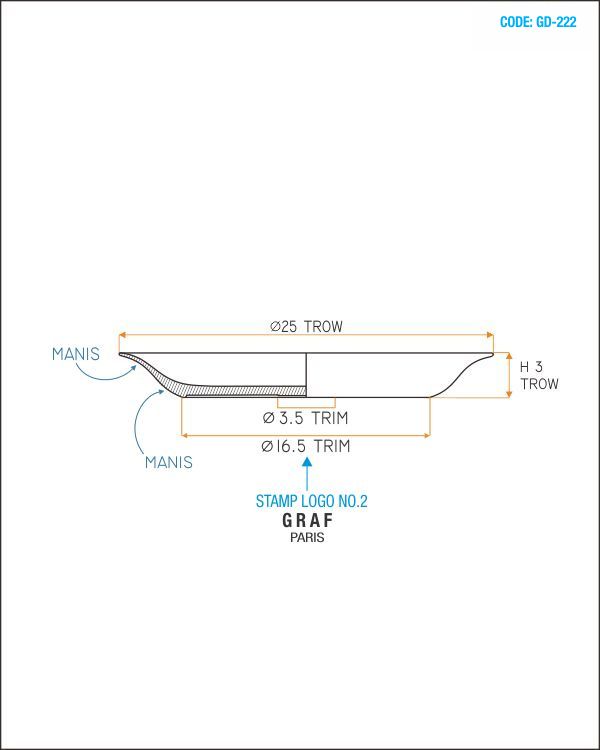 CODE: GD-222
Ø25 TROW
MANIS
H 3
TROW
Ø 3.5 TRIM
Ø16.5 TRIM
MANIS
STAMP LOGO NO.2
GRAF
PARIS